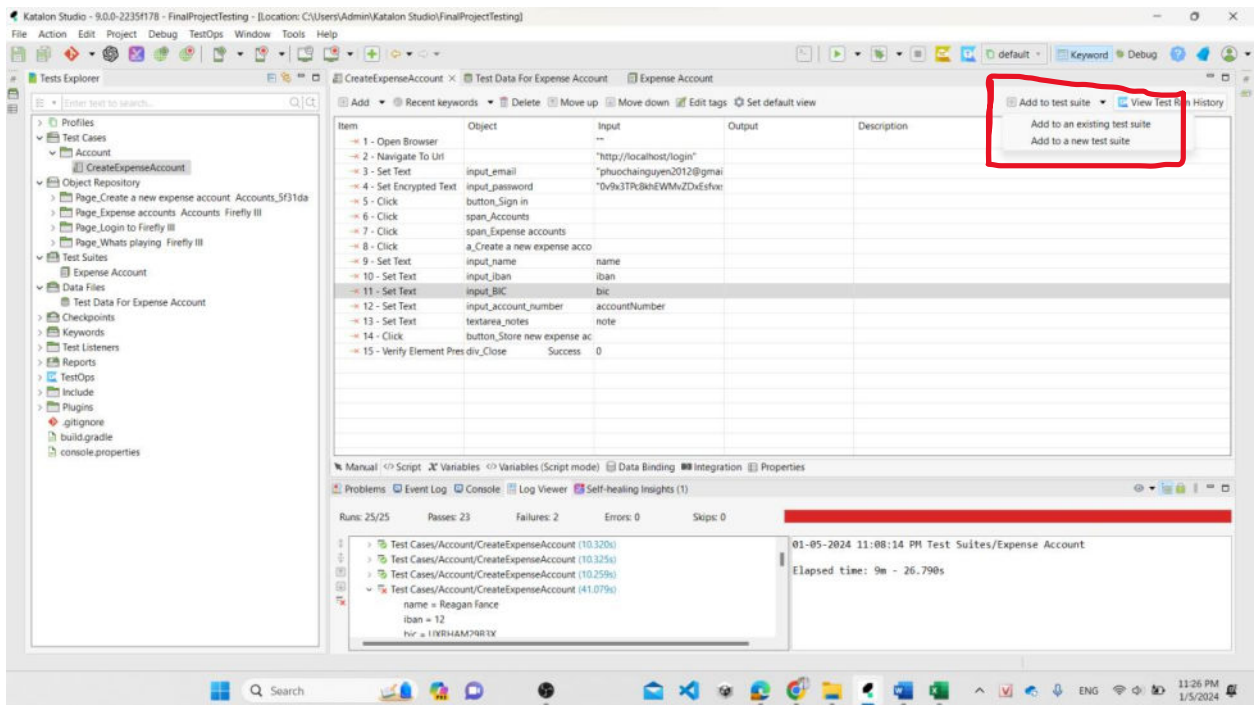 Katalon Studio - 9.0.0-2235f178 - FinalProjectTesting - [Location: C:\Users\Admin\Katalon Studio\FinalProjectTesting]
File Action Edit Project Debug TestOps Window Tools Help
default Keyword Debug
Tests Explorer
CreateExpenseAccount Test Data For Expense Account Expense Account
Enter text to search...
Add Recent keywords Delete Move up Move down Edit tags Set default view Add to test suite View Test Run History
Add to an existing test suite
Add to a new test suite
Profiles
Test Cases
Account
CreateExpenseAccount
Object Repository
Page_Create a new expense account Accounts_5f31da
Page_Expense accounts Accounts Firefly III
Page_Login to Firefly III
Page_Whats playing Firefly III
Test Suites
Expense Account
Data Files
Test Data For Expense Account
Checkpoints
Keywords
Test Listeners
Reports
TestOps
Include
Plugins
.gitignore
build.gradle
console.properties
Item Object Input Output Description
1 - Open Browser ""
2 - Navigate To Url "http://localhost/login"
3 - Set Text input_email "phuochainguyen2012@gmai
4 - Set Encrypted Text input_password
5 - Click button_Sign in
6 - Click span_Accounts
7 - Click span_Expense accounts
8 - Click a_Create a new expense acco
9 - Set Text input_name name
10 - Set Text input_iban iban
11 - Set Text input_BIC bic
12 - Set Text input_account_number accountNumber
13 - Set Text textarea_notes note
14 - Click button_Store new expense ac
15 - Verify Element Pres div_Close Success 0
Manual Script Variables Variables (Script mode) Data Binding Integration Properties
Problems Event Log Console Log Viewer Self-healing Insights (1)
Runs: 25/25 Passes: 23 Failures: 2 Errors: 0 Skips: 0
Test Cases/Account/CreateExpenseAccount (10.320s)
Test Cases/Account/CreateExpenseAccount (10.325s)
Test Cases/Account/CreateExpenseAccount (10.259s)
Test Cases/Account/CreateExpenseAccount (41.079s)
name = Reagan Fance
iban = 12
bic = UXRHAM29R3X
01-05-2024 11:08:14 PM Test Suites/Expense Account
Elapsed time: 9m - 26.790s
Search
ENG
11:26 PM
1/5/2024